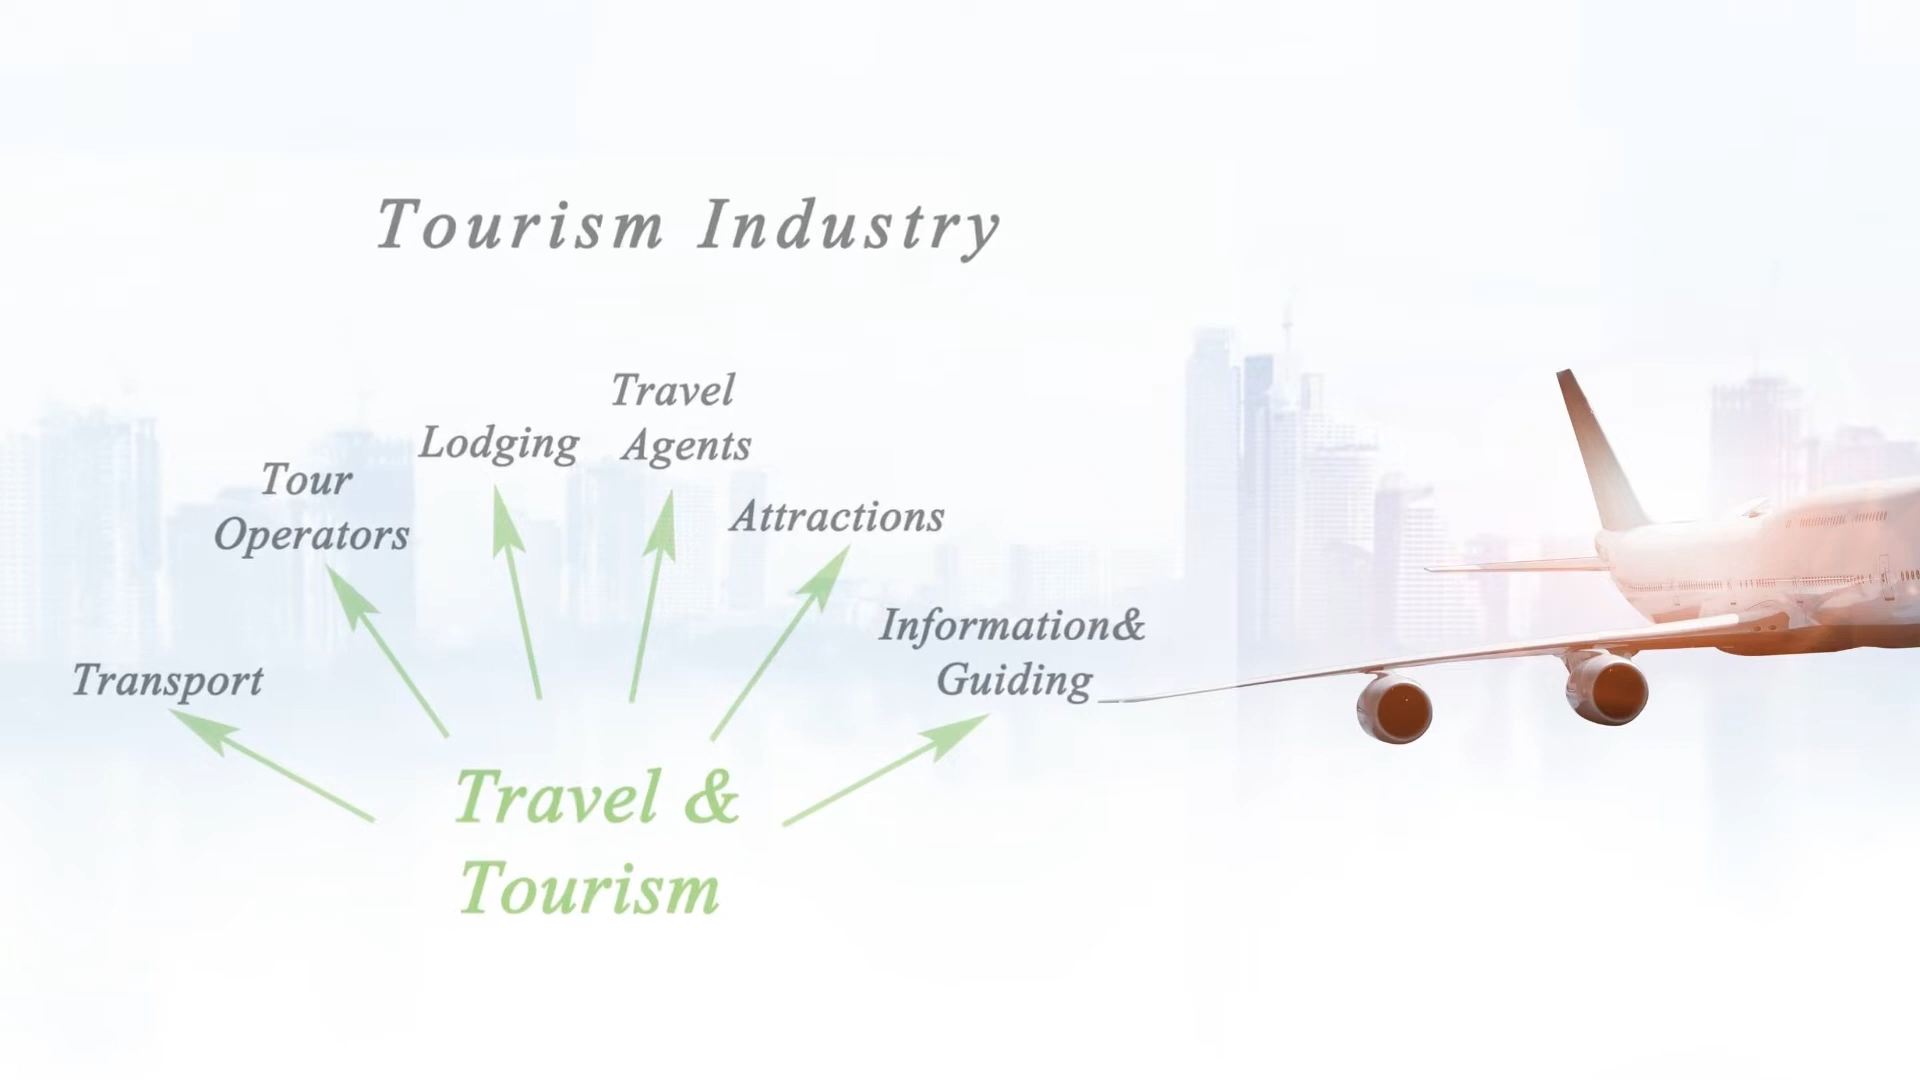 Tourism Industry
Travel
Agents
Lodging
Tour
Operators
Attractions
Information&
Guiding
Transport
Travel &
Tourism